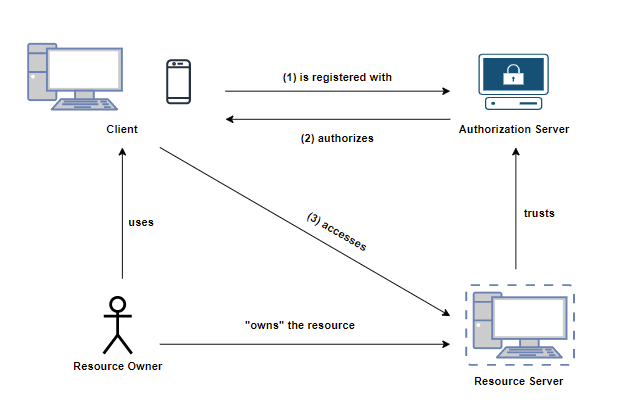 (1) is registered with
Client
Authorization Server
(2) authorizes
uses
(3) accesses
trusts
"owns" the resource
Resource Owner
Resource Server